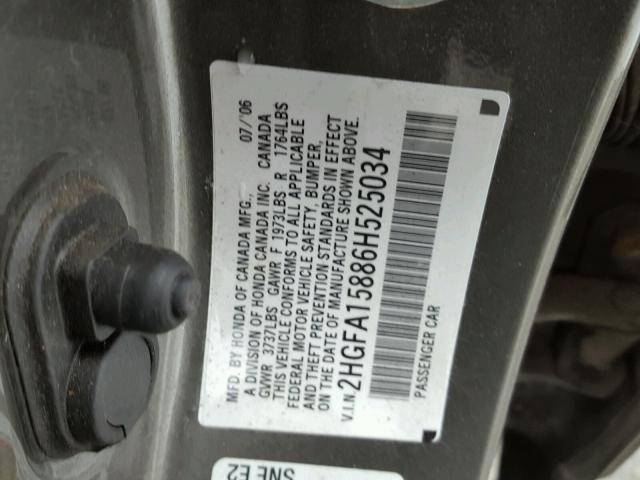 MFD. BY HONDA OF CANADA MFG., 07/'06
A DIVISION OF HONDA CANADA INC. CANADA
GVWR 3737LBS GAWR F 1973LBS R 1764LBS
THIS VEHICLE CONFORMS TO ALL APPLICABLE
FEDERAL MOTOR VEHICLE SAFETY, BUMPER,
AND THEFT PREVENTION STANDARDS IN EFFECT
ON THE DATE OF MANUFACTURE SHOWN ABOVE.
V.I.N. 2HGFA15886H525034
PASSENGER CAR
SNE E2